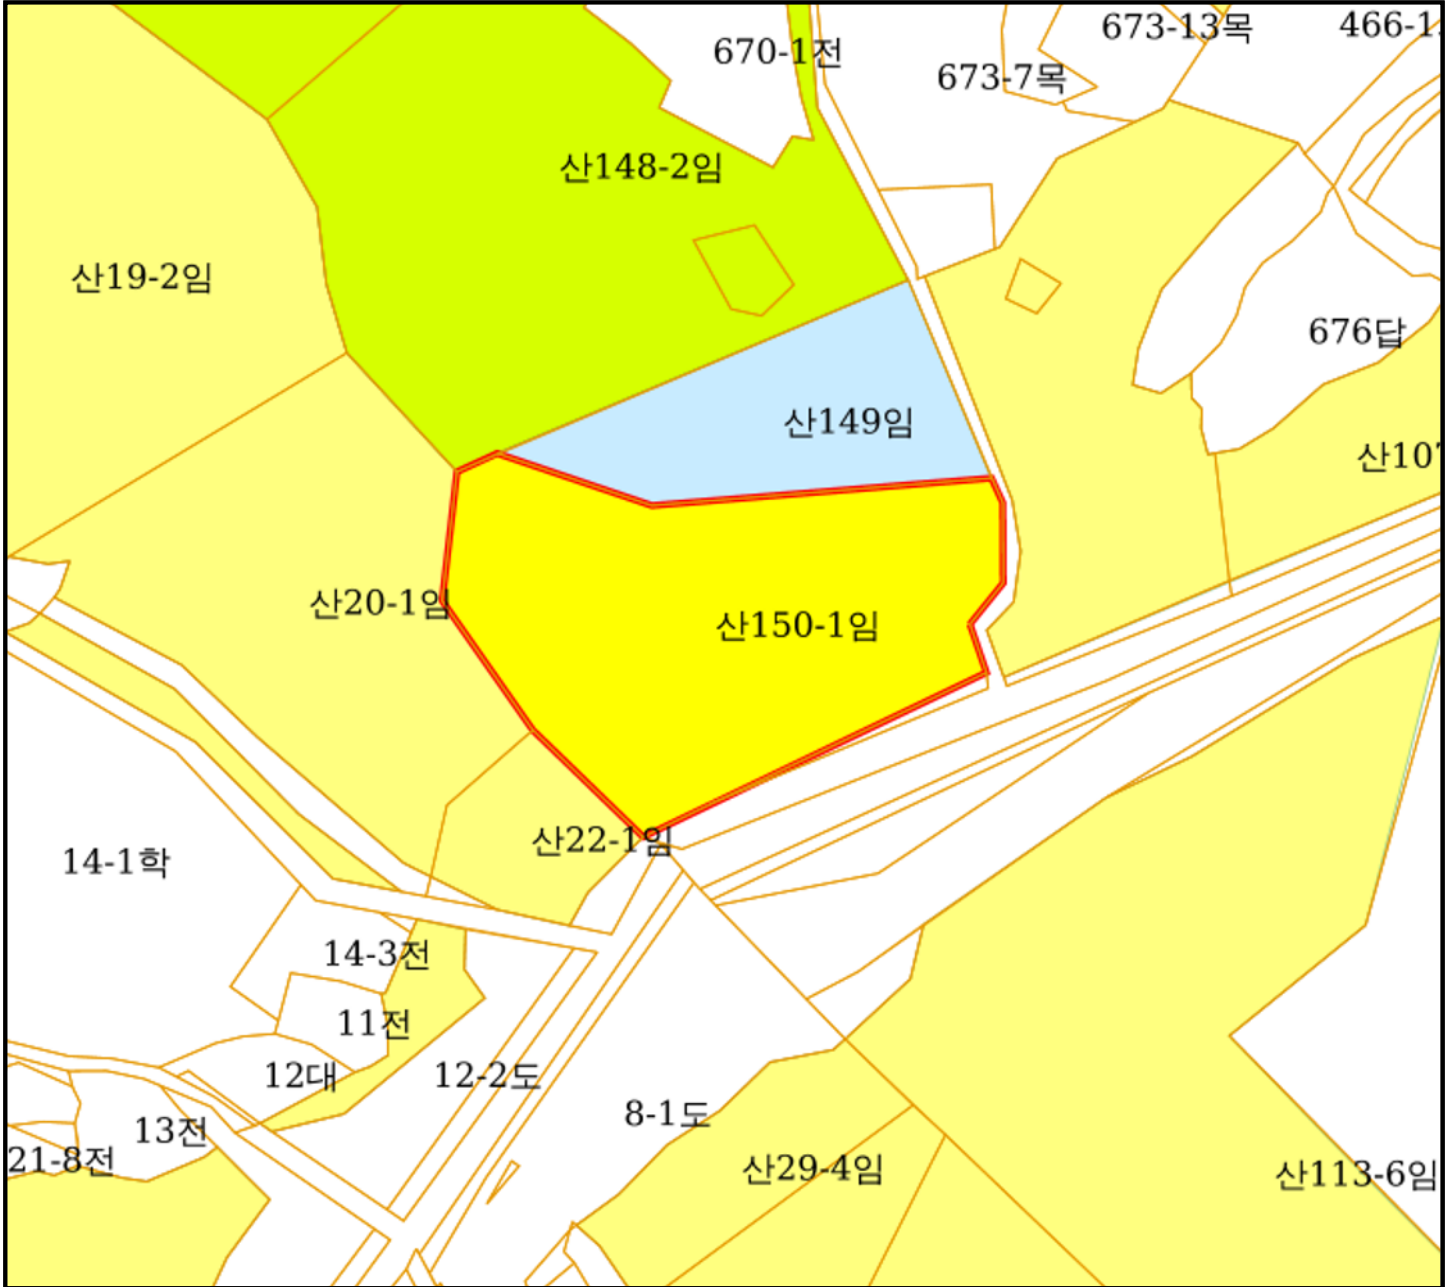 673-13목
466-1
670-1전
673-7목
산148-2임
산19-2임
676답
산149임
산107
산20-1임
산150-1임
산22-1임
14-1학
14-3전
11전
12대
12-2도
8-1도
13전
21-8전
산29-4임
산113-6임